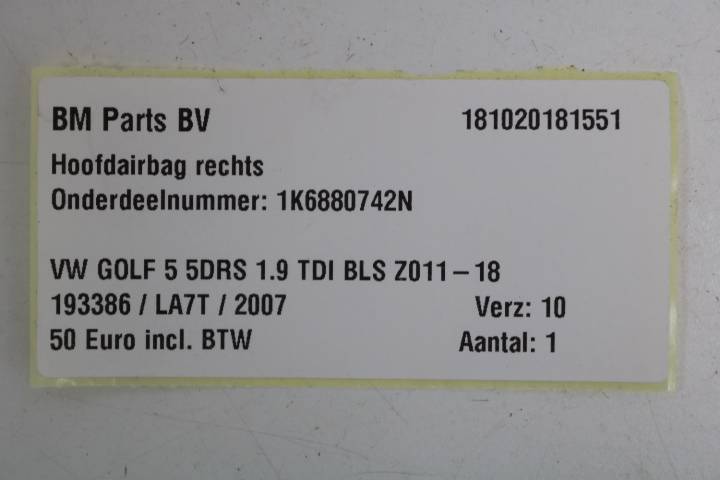 BM Parts BV 181020181551
Hoofdairbag rechts
Onderdeelnummer: 1K6880742N
VW GOLF 5 5DRS 1.9 TDI BLS Z011-18
193386 / LA7T / 2007 Verz: 10
50 Euro incl. BTW Aantal: 1